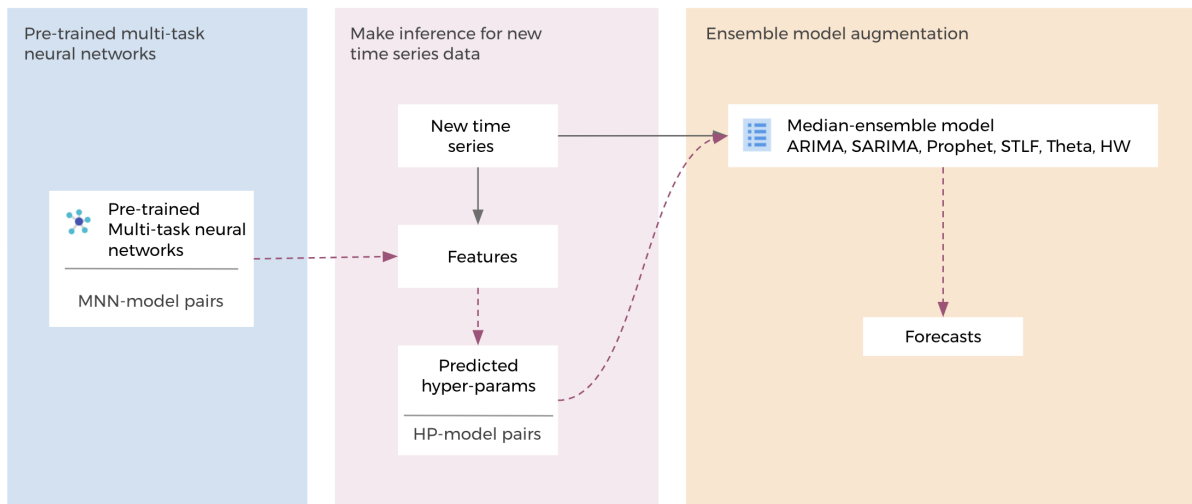 Pre-trained multi-task
neural networks
Pre-trained
Multi-task neural
networks
MNN-model pairs
Make inference for new
time series data
New time
series
Features
Predicted
hyper-params
HP-model pairs
Ensemble model augmentation
Median-ensemble model
ARIMA, SARIMA, Prophet, STLF, Theta, HW
Forecasts